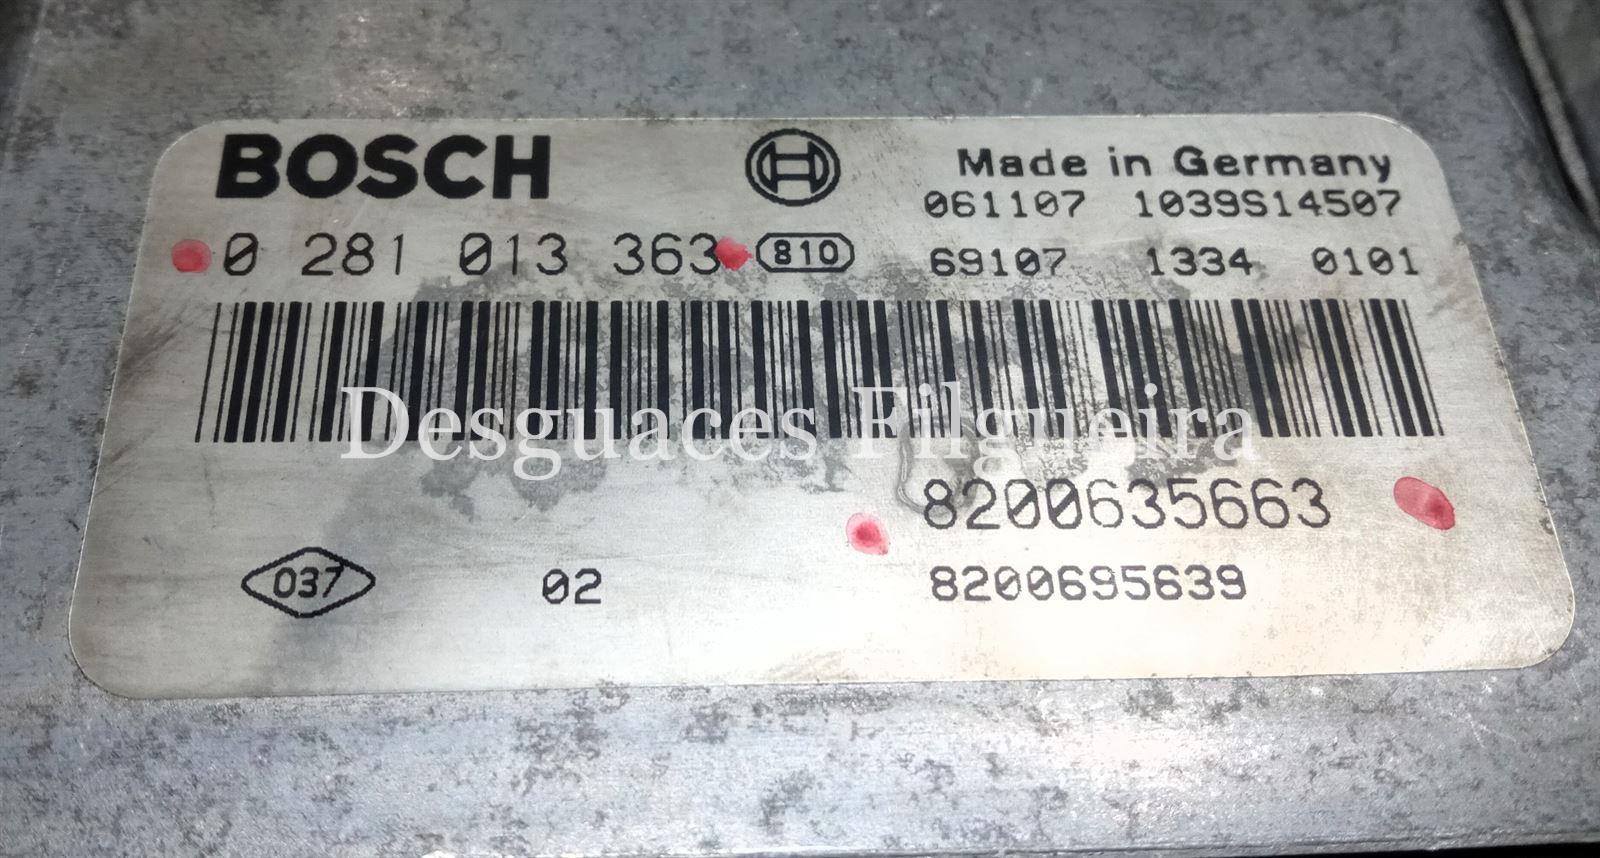 BOSCH
Made in Germany
061107 1039S14507
0 281 013 363 810
69107 1334 0101
Desguaces Filgueira
8200635663
037 02 8200695639